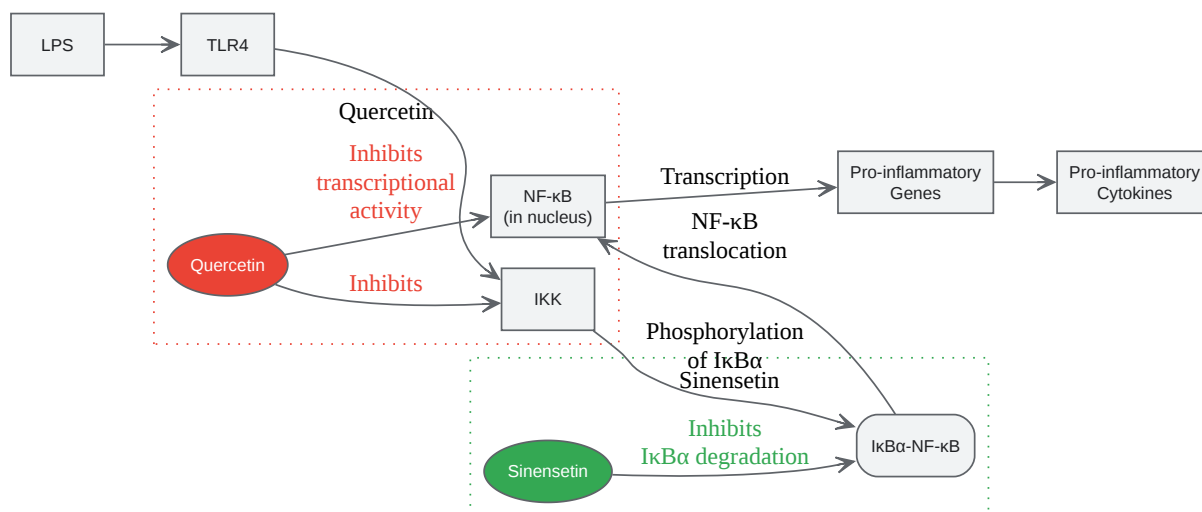 LPS
TLR4
Quercetin
Inhibits
transcriptional
activity
NF-κB
(in nucleus)
Transcription
Pro-inflammatory
Genes
Pro-inflammatory
Cytokines
NF-κB
translocation
Quercetin
Inhibits
IKK
Phosphorylation
of IκBα
Sinensetin
Inhibits
IκBα degradation
IκBα-NF-κB
Sinensetin